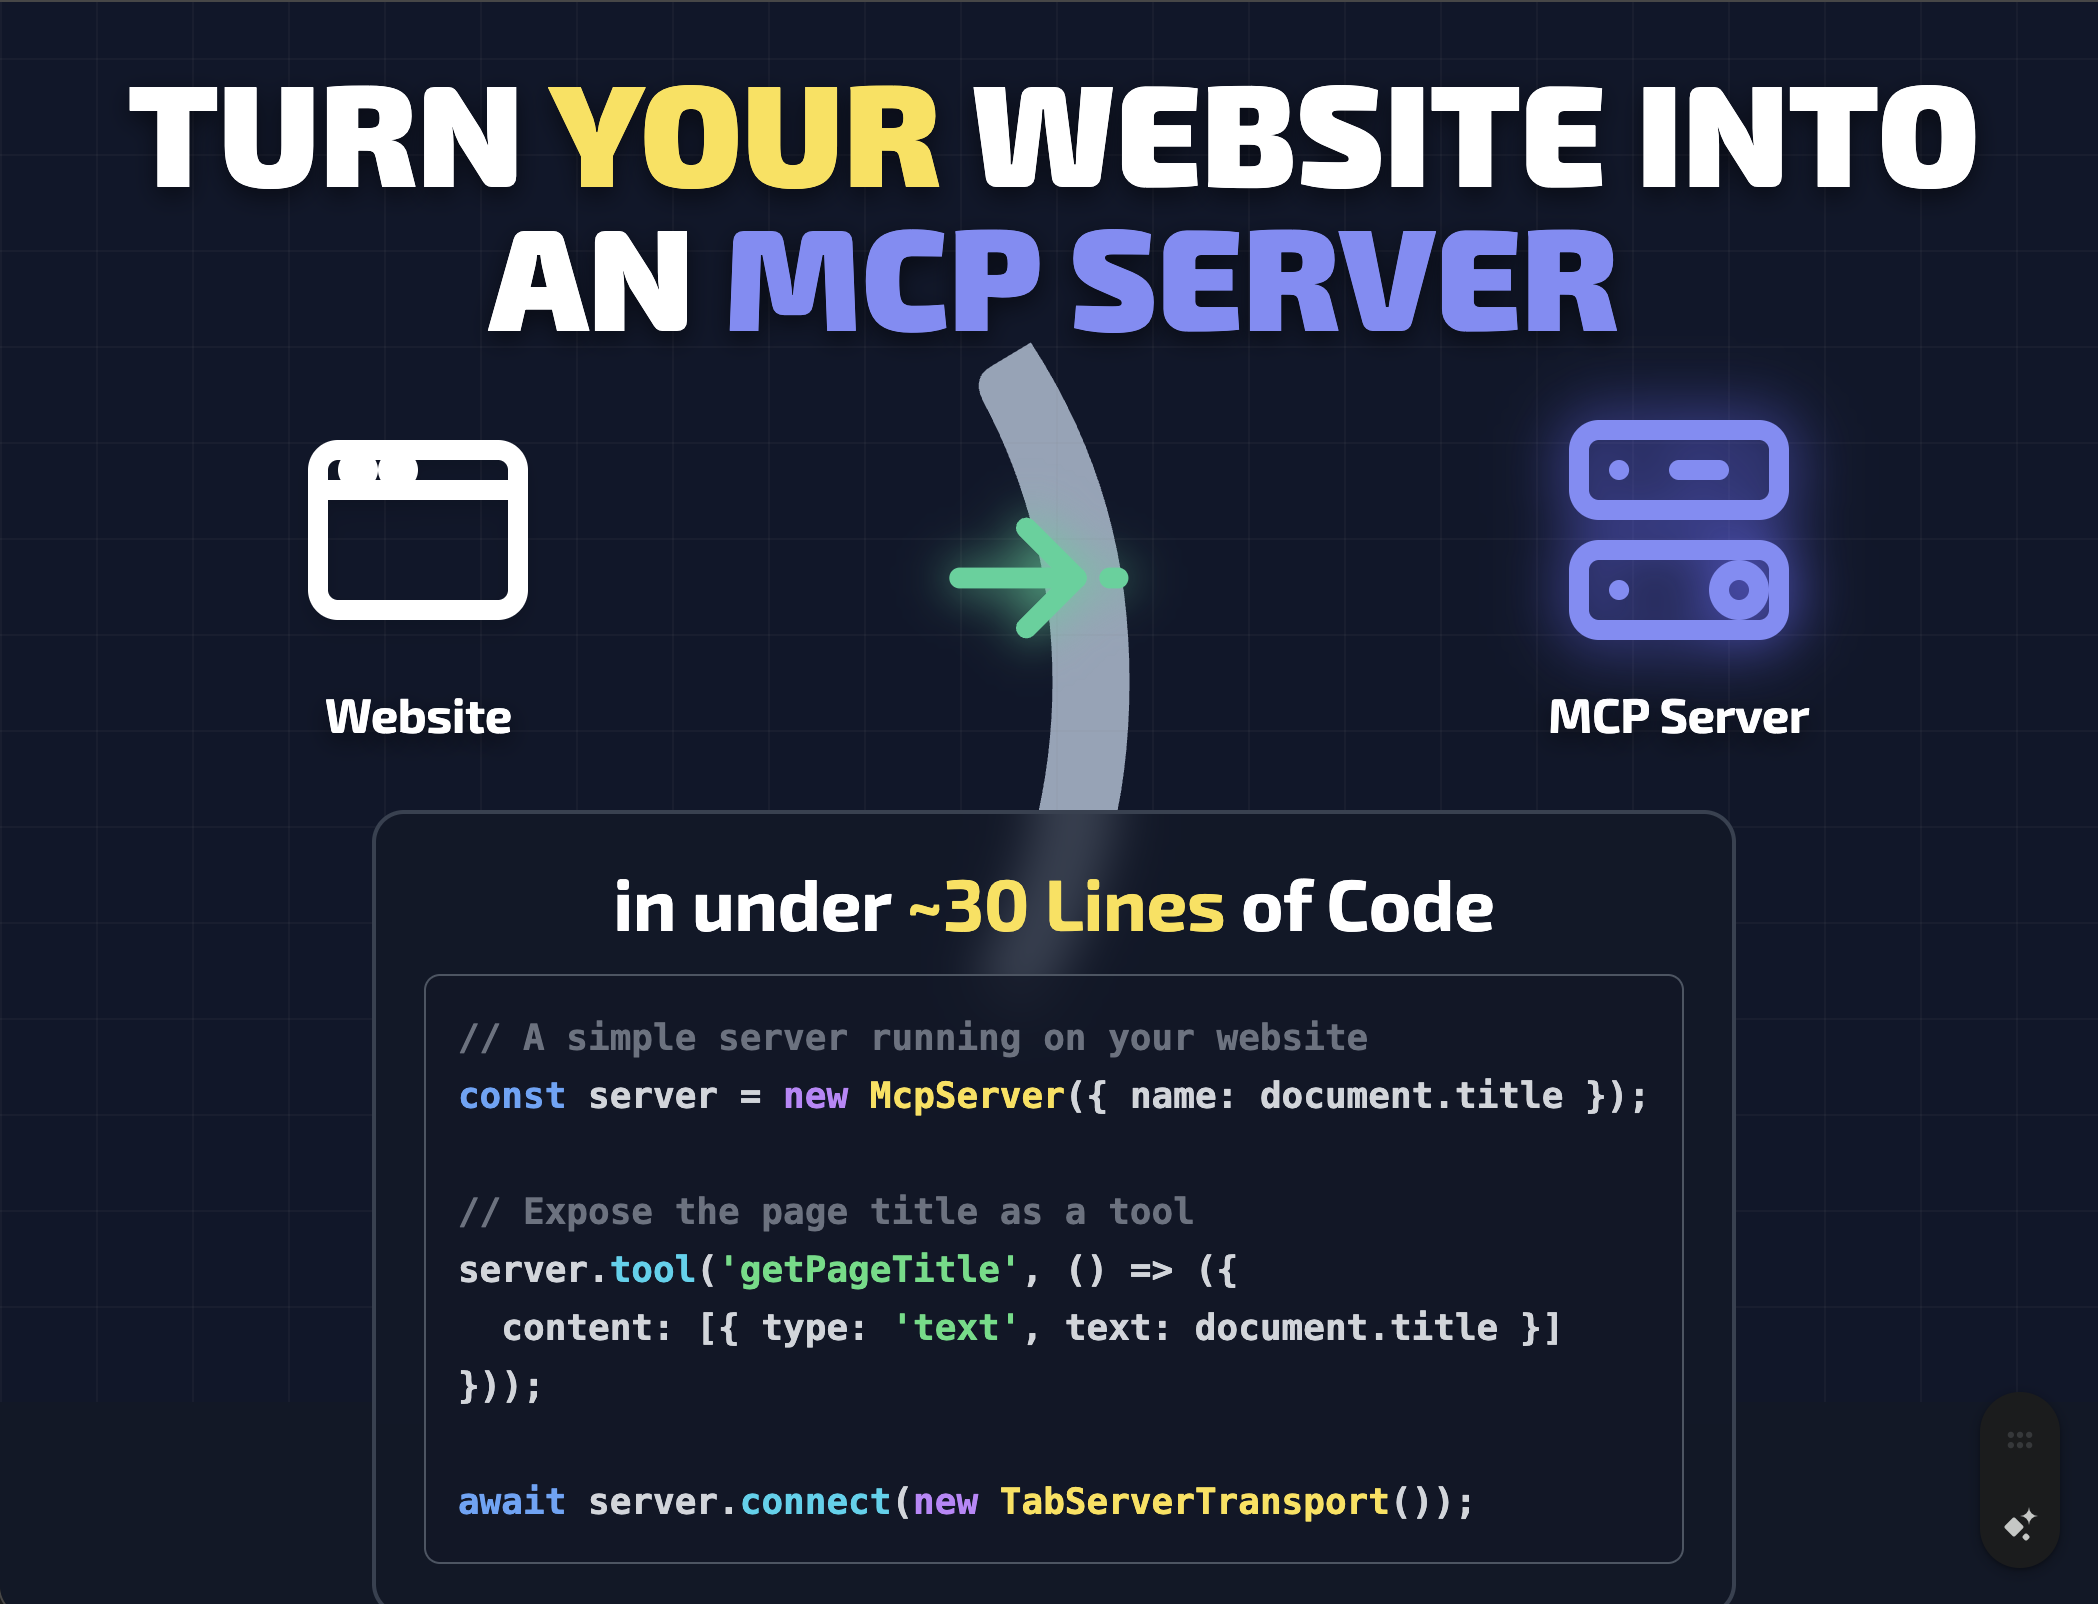 TURN YOUR WEBSITE INTO
AN MCP SERVER
Website
MCP Server
in under ~30 Lines of Code
// A simple server running on your website
const server = new McpServer({ name: document.title });
// Expose the page title as a tool
server.tool('getPageTitle', () => ({
  content: [{ type: 'text', text: document.title }]
}));
await server.connect(new TabServerTransport());